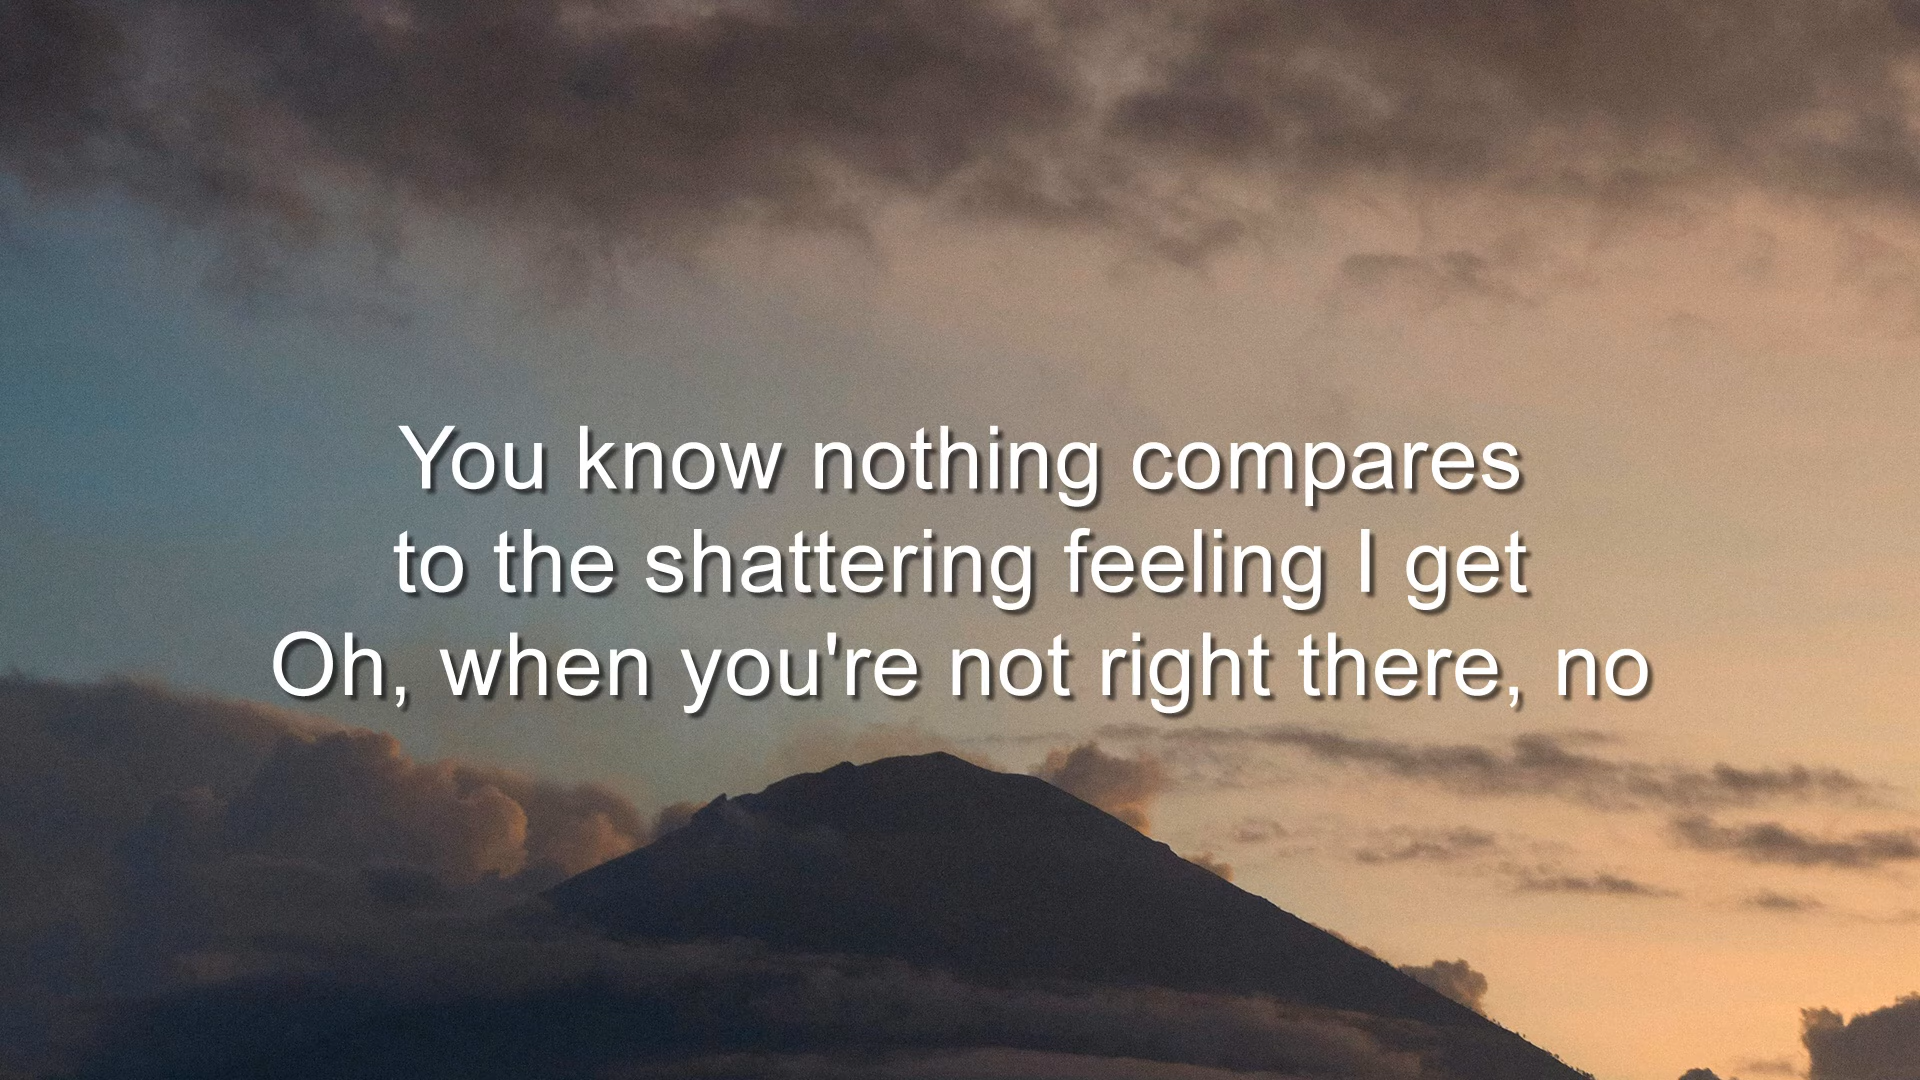 You know nothing compares
to the shattering feeling I get
Oh, when you're not right there, no